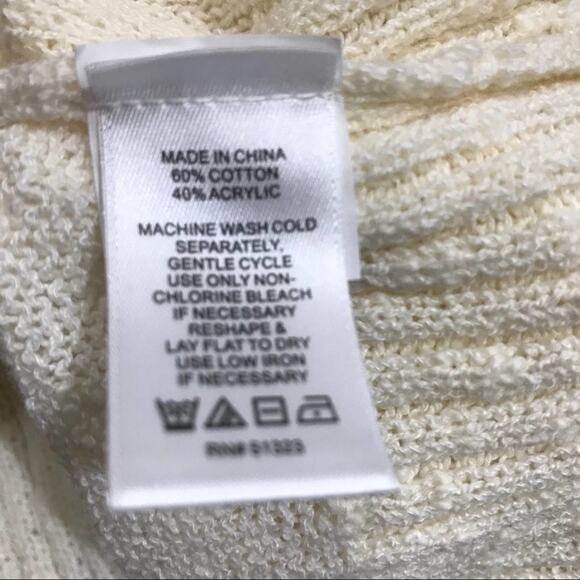 MADE IN CHINA
60% COTTON
40% ACRYLIC
MACHINE WASH COLD
SEPARATELY,
GENTLE CYCLE
USE ONLY NON-
CHLORINE BLEACH
IF NECESSARY
RESHAPE &
LAY FLAT TO DRY
USE LOW IRON
IF NECESSARY
RN# 51323